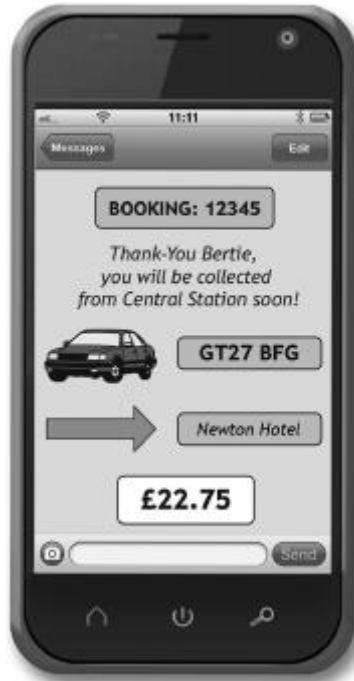 11:11
Messages
Edit
BOOKING: 12345
Thank-You Bertie,
you will be collected
from Central Station soon!
GT27 BFG
Newton Hotel
£22.75
Send